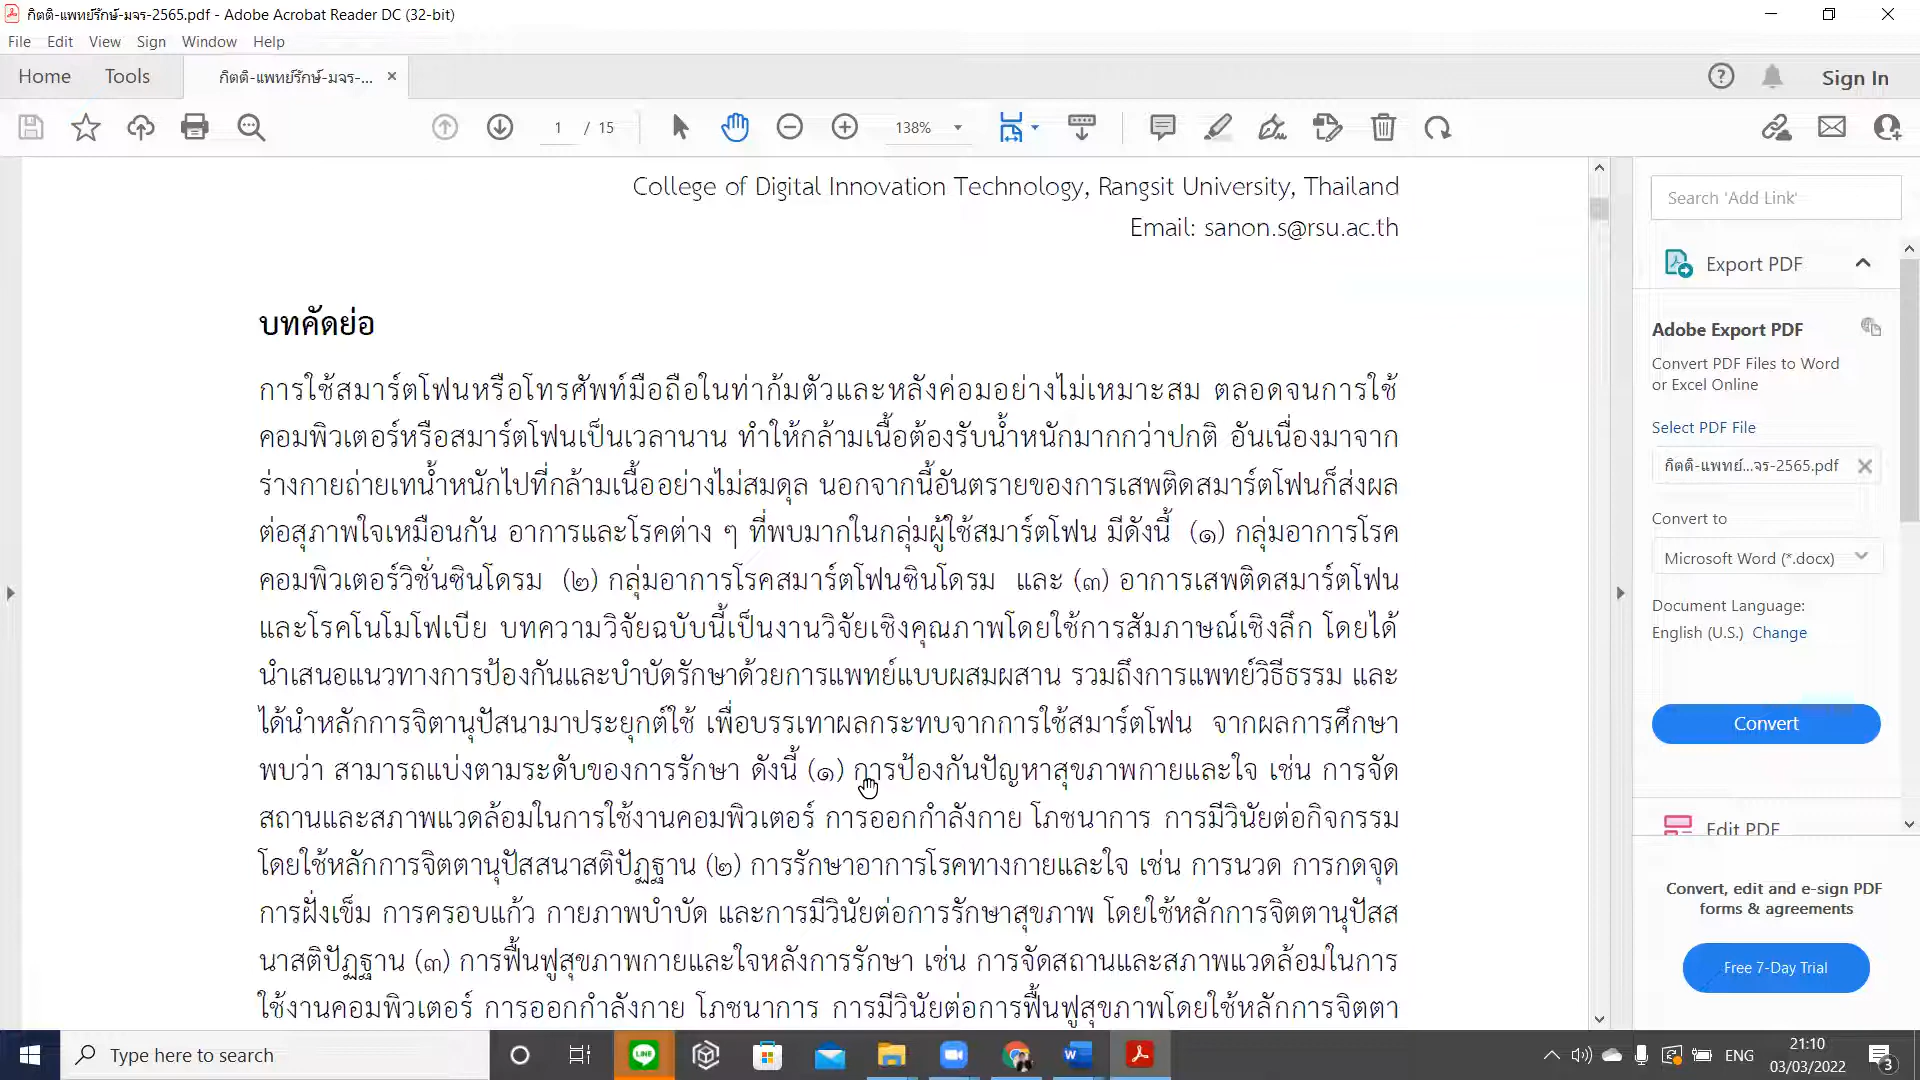 กิตติ-แพทย์รักษ์-มจร-2565.pdf - Adobe Acrobat Reader DC (32-bit)
File Edit View Sign Window Help
Home Tools กิตติ-แพทย์รักษ์-มจร-... × Sign In
1 / 15 138%
College of Digital Innovation Technology, Rangsit University, Thailand
Email: sanon.s@rsu.ac.th
บทคัดย่อ
การใช้สมาร์ตโฟนหรือโทรศัพท์มือถือในท่าก้มตัวและหลังค่อมอย่างไม่เหมาะสม ตลอดจนการใช้
คอมพิวเตอร์หรือสมาร์ตโฟนเป็นเวลานาน ทำให้กล้ามเนื้อต้องรับน้ำหนักมากกว่าปกติ อันเนื่องมาจาก
ร่างกายถ่ายเทน้ำหนักไปที่กล้ามเนื้ออย่างไม่สมดุล นอกจากนี้อันตรายของการเสพติดสมาร์ตโฟนก็ส่งผล
ต่อสุภาพใจเหมือนกัน อาการและโรคต่าง ๆ ที่พบมากในกลุ่มผู้ใช้สมาร์ตโฟน มีดังนี้ (๑) กลุ่มอาการโรค
คอมพิวเตอร์วิชั่นซินโดรม (๒) กลุ่มอาการโรคสมาร์ตโฟนซินโดรม และ (๓) อาการเสพติดสมาร์ตโฟน
และโรคโนโมโฟเบีย บทความวิจัยฉบับนี้เป็นงานวิจัยเชิงคุณภาพโดยใช้การสัมภาษณ์เชิงลึก โดยได้
นำเสนอแนวทางการป้องกันและบำบัดรักษาด้วยการแพทย์แบบผสมผสาน รวมถึงการแพทย์วิธีธรรม และ
ได้นำหลักการจิตานุปัสนามาประยุกต์ใช้ เพื่อบรรเทาผลกระทบจากการใช้สมาร์ตโฟน จากผลการศึกษา
พบว่า สามารถแบ่งตามระดับของการรักษา ดังนี้ (๑) การป้องกันปัญหาสุขภาพกายและใจ เช่น การจัด
สถานและสภาพแวดล้อมในการใช้งานคอมพิวเตอร์ การออกกำลังกาย โภชนาการ การมีวินัยต่อกิจกรรม
โดยใช้หลักการจิตตานุปัสสนาสติปัฏฐาน (๒) การรักษาอาการโรคทางกายและใจ เช่น การนวด การกดจุด
การฝั่งเข็ม การครอบแก้ว กายภาพบำบัด และการมีวินัยต่อการรักษาสุขภาพ โดยใช้หลักการจิตตานุปัสส
นาสติปัฏฐาน (๓) การฟื้นฟูสุขภาพกายและใจหลังการรักษา เช่น การจัดสถานและสภาพแวดล้อมในการ
ใช้งานคอมพิวเตอร์ การออกกำลังกาย โภชนาการ การมีวินัยต่อการฟื้นฟูสุขภาพโดยใช้หลักการจิตตา
Search 'Add Link'
Export PDF
Adobe Export PDF
Convert PDF Files to Word
or Excel Online
Select PDF File
กิตติ-แพทย์...จร-2565.pdf
Convert to
Microsoft Word (*.docx)
Document Language:
English (U.S.) Change
Convert
Edit PDF
Convert, edit and e-sign PDF
forms & agreements
Free 7-Day Trial
Type here to search
LINE
ENG
21:10
03/03/2022
3